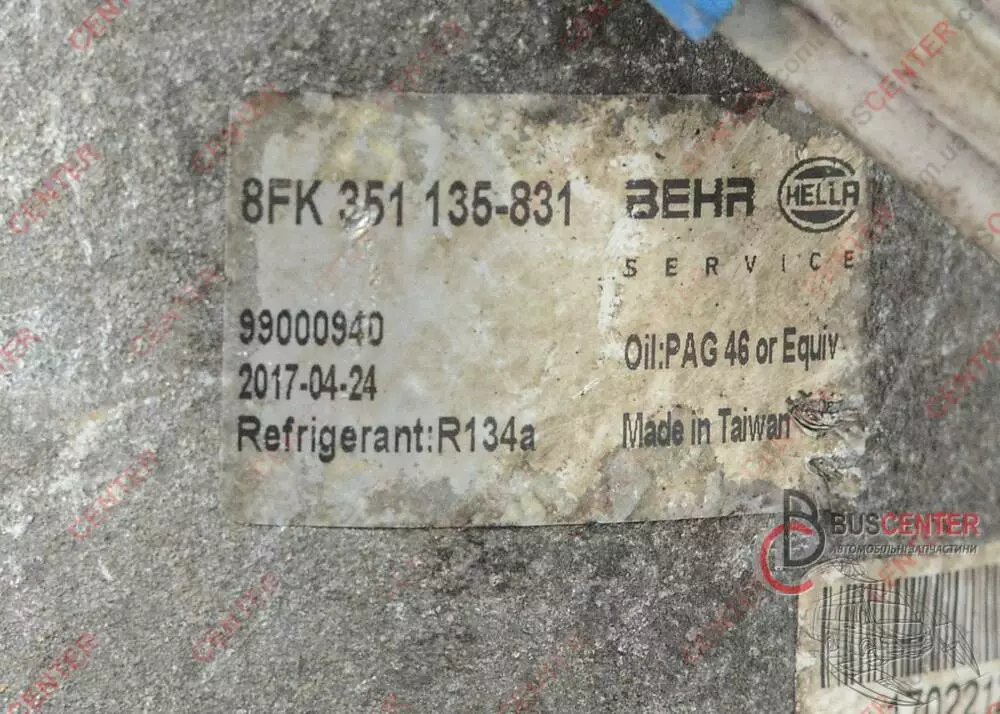 8FK 351 135-831
BEHR HELLA
SERVICE
99000940
2017-04-24
Refrigerant:R134a
Oil:PAG 46 or Equiv
Made in Taiwan
BUSCENTER
АВТОМОБІЛЬНІ ЗАПЧАСТИНИ